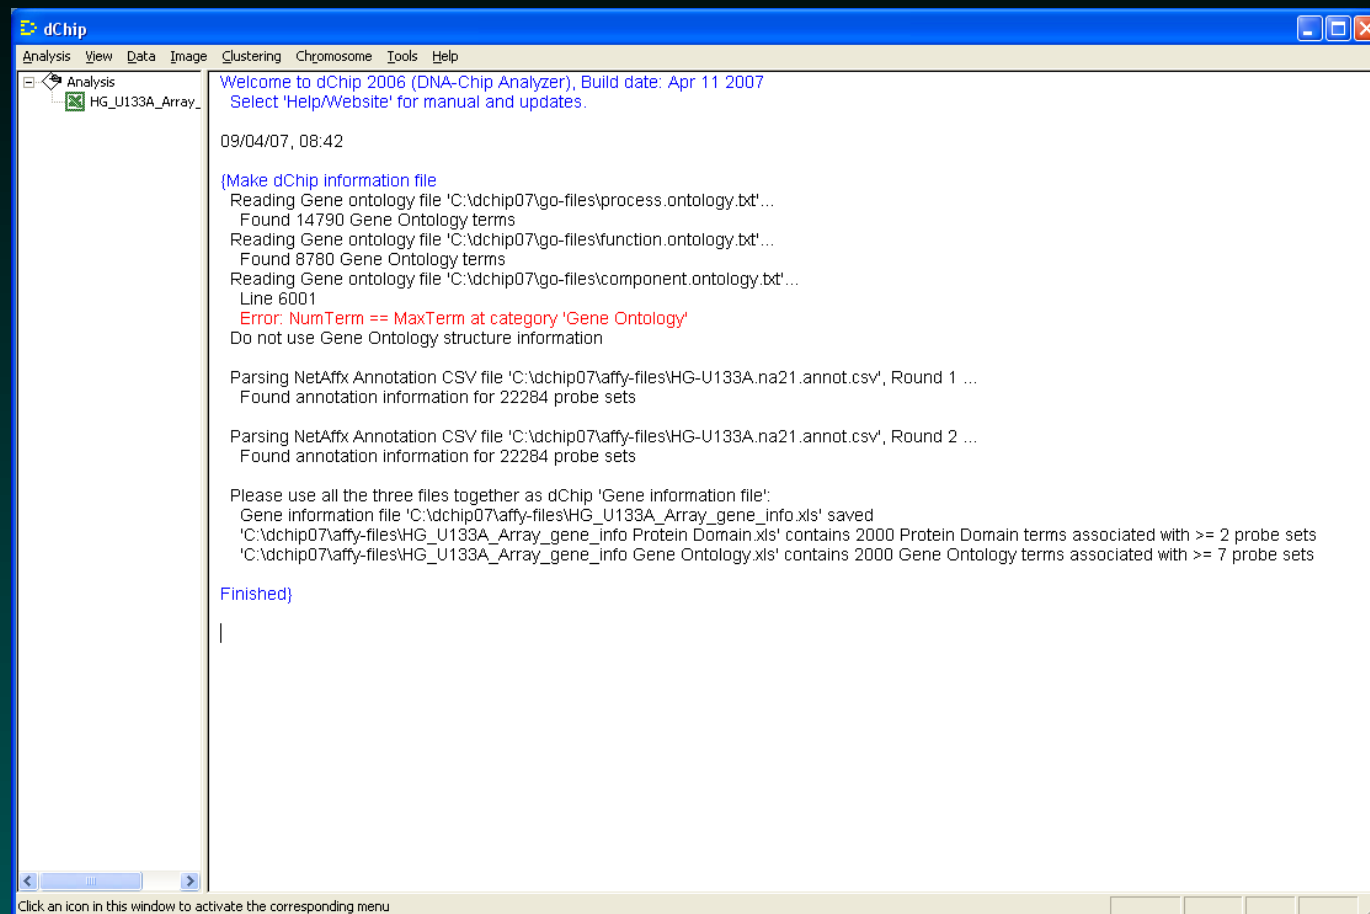 dChip
Analysis View Data Image Clustering Chromosome Tools Help
Analysis
HG_U133A_Array_
Welcome to dChip 2006 (DNA-Chip Analyzer), Build date: Apr 11 2007
Select 'Help/Website' for manual and updates.
09/04/07, 08:42
{Make dChip information file
Reading Gene ontology file 'C:\dchip07\go-files\process.ontology.txt'...
Found 14790 Gene Ontology terms
Reading Gene ontology file 'C:\dchip07\go-files\function.ontology.txt'...
Found 8780 Gene Ontology terms
Reading Gene ontology file 'C:\dchip07\go-files\component.ontology.txt'...
Line 6001
Error: NumTerm == MaxTerm at category 'Gene Ontology'
Do not use Gene Ontology structure information
Parsing NetAffx Annotation CSV file 'C:\dchip07\affy-files\HG-U133A.na21.annot.csv', Round 1 ...
Found annotation information for 22284 probe sets
Parsing NetAffx Annotation CSV file 'C:\dchip07\affy-files\HG-U133A.na21.annot.csv', Round 2 ...
Found annotation information for 22284 probe sets
Please use all the three files together as dChip 'Gene information file':
Gene information file 'C:\dchip07\affy-files\HG_U133A_Array_gene_info.xls' saved
'C:\dchip07\affy-files\HG_U133A_Array_gene_info Protein Domain.xls' contains 2000 Protein Domain terms associated with >= 2 probe sets
'C:\dchip07\affy-files\HG_U133A_Array_gene_info Gene Ontology.xls' contains 2000 Gene Ontology terms associated with >= 7 probe sets
Finished}
Click an icon in this window to activate the corresponding menu